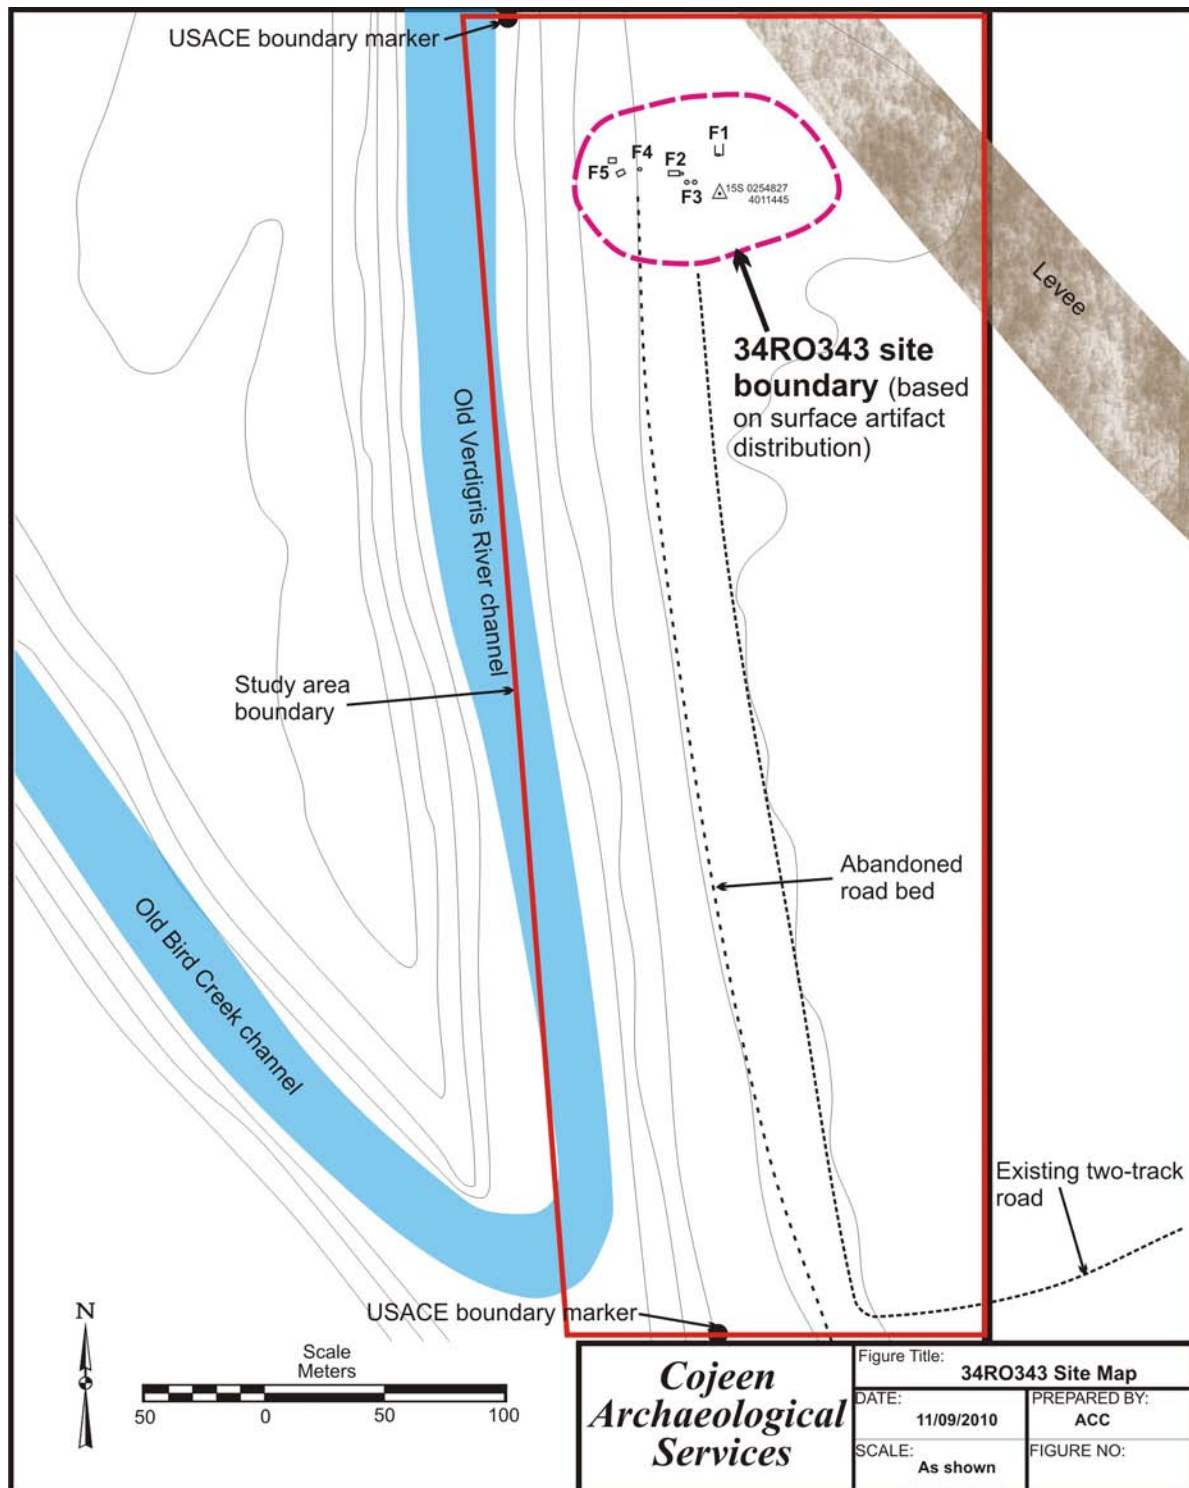 USACE boundary marker
F1
F4
F2
F5
F3
15S 0254827
4011445
Levee
34RO343 site
boundary (based
on surface artifact
distribution)
Old Verdigris River channel
Study area
boundary
Abandoned
road bed
Old Bird Creek channel
Existing two-track
road
USACE boundary marker
N
Scale
Meters
50 0 50 100
Cojeen
Archaeological
Services
Figure Title:
34RO343 Site Map
DATE:
11/09/2010
PREPARED BY:
ACC
SCALE:
As shown
FIGURE NO: